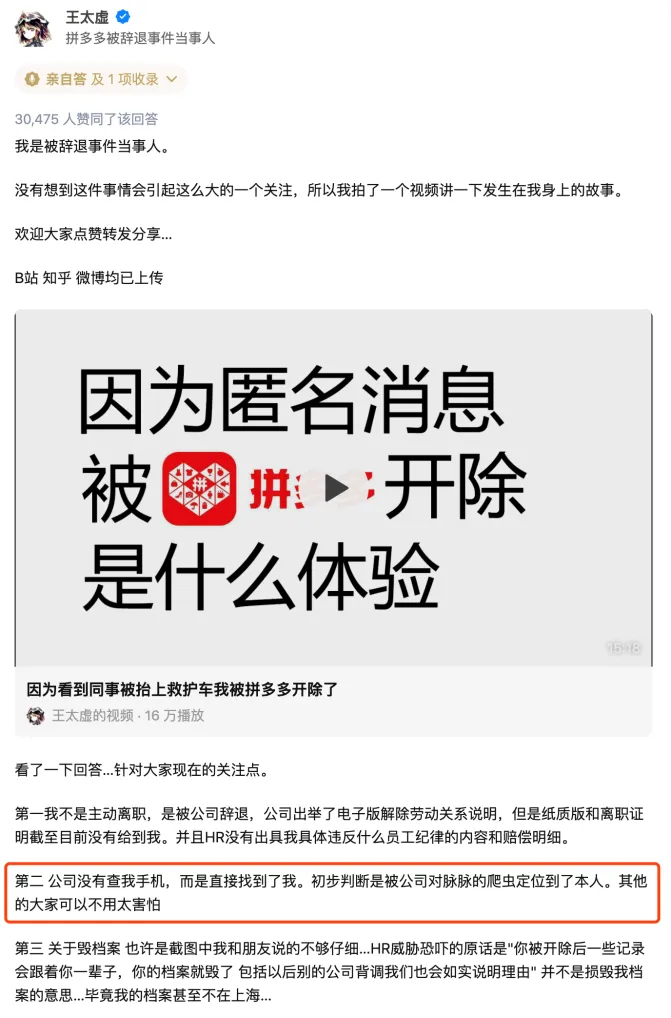 王太虚
拼多多被辞退事件当事人
亲自答 及 1 项收录
30,475 人赞同了该回答
我是被辞退事件当事人。
没有想到这件事情会引起这么大的一个关注，所以我拍了一个视频讲一下发生在我身上的故事。
欢迎大家点赞转发分享...
B站 知乎 微博均已上传
因为匿名消息
被 拼 拼 开除
是什么体验
15:18
因为看到同事被抬上救护车我被拼多多开除了
王太虚的视频 · 16 万播放
看了一下回答...针对大家现在的关注点。
第一我不是主动离职，是被公司辞退，公司出举了电子版解除劳动关系说明，但是纸质版和离职证
明截至目前没有给到我。并且HR没有出具我具体违反什么员工纪律的内容和赔偿明细。
第二 公司没有查我手机，而是直接找到了我。初步判断是被公司对脉脉的爬虫定位到了本人。其他
的大家可以不用太害怕
第三 关于毁档案 也许是截图中我和朋友说的不够仔细...HR威胁恐吓的原话是"你被开除后一些记录
会跟着你一辈子，你的档案就毁了 包括以后别的公司背调我们也会如实说明理由" 并不是损毁我档
案的意思...毕竟我的档案甚至不在上海...